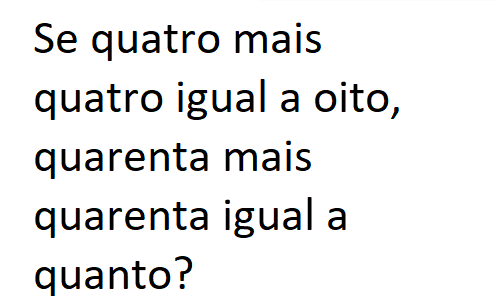 Se quatro mais
quatro igual a oito,
quarenta mais
quarenta igual a
quanto?